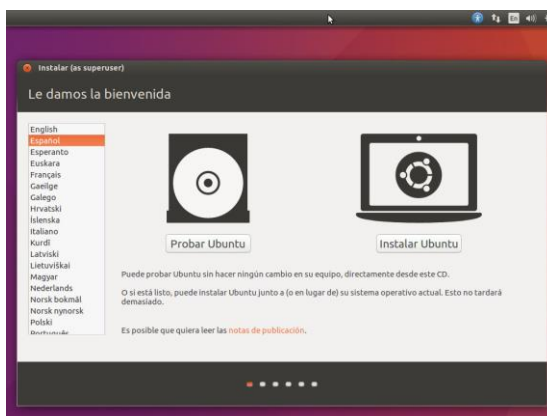 En
Instalar (as superuser)
Le damos la bienvenida
English
Español
Esperanto
Euskara
Français
Gaeilge
Galego
Hrvatski
Íslenska
Italiano
Kurdî
Latviski
Lietuviškai
Magyar
Nederlands
Norsk bokmål
Norsk nynorsk
Polski
Português
Probar Ubuntu
Instalar Ubuntu
Puede probar Ubuntu sin hacer ningún cambio en su equipo, directamente desde este CD.
O si está listo, puede instalar Ubuntu junto a (o en lugar de) su sistema operativo actual. Esto no tardará
demasiado.
Es posible que quiera leer las notas de publicación.